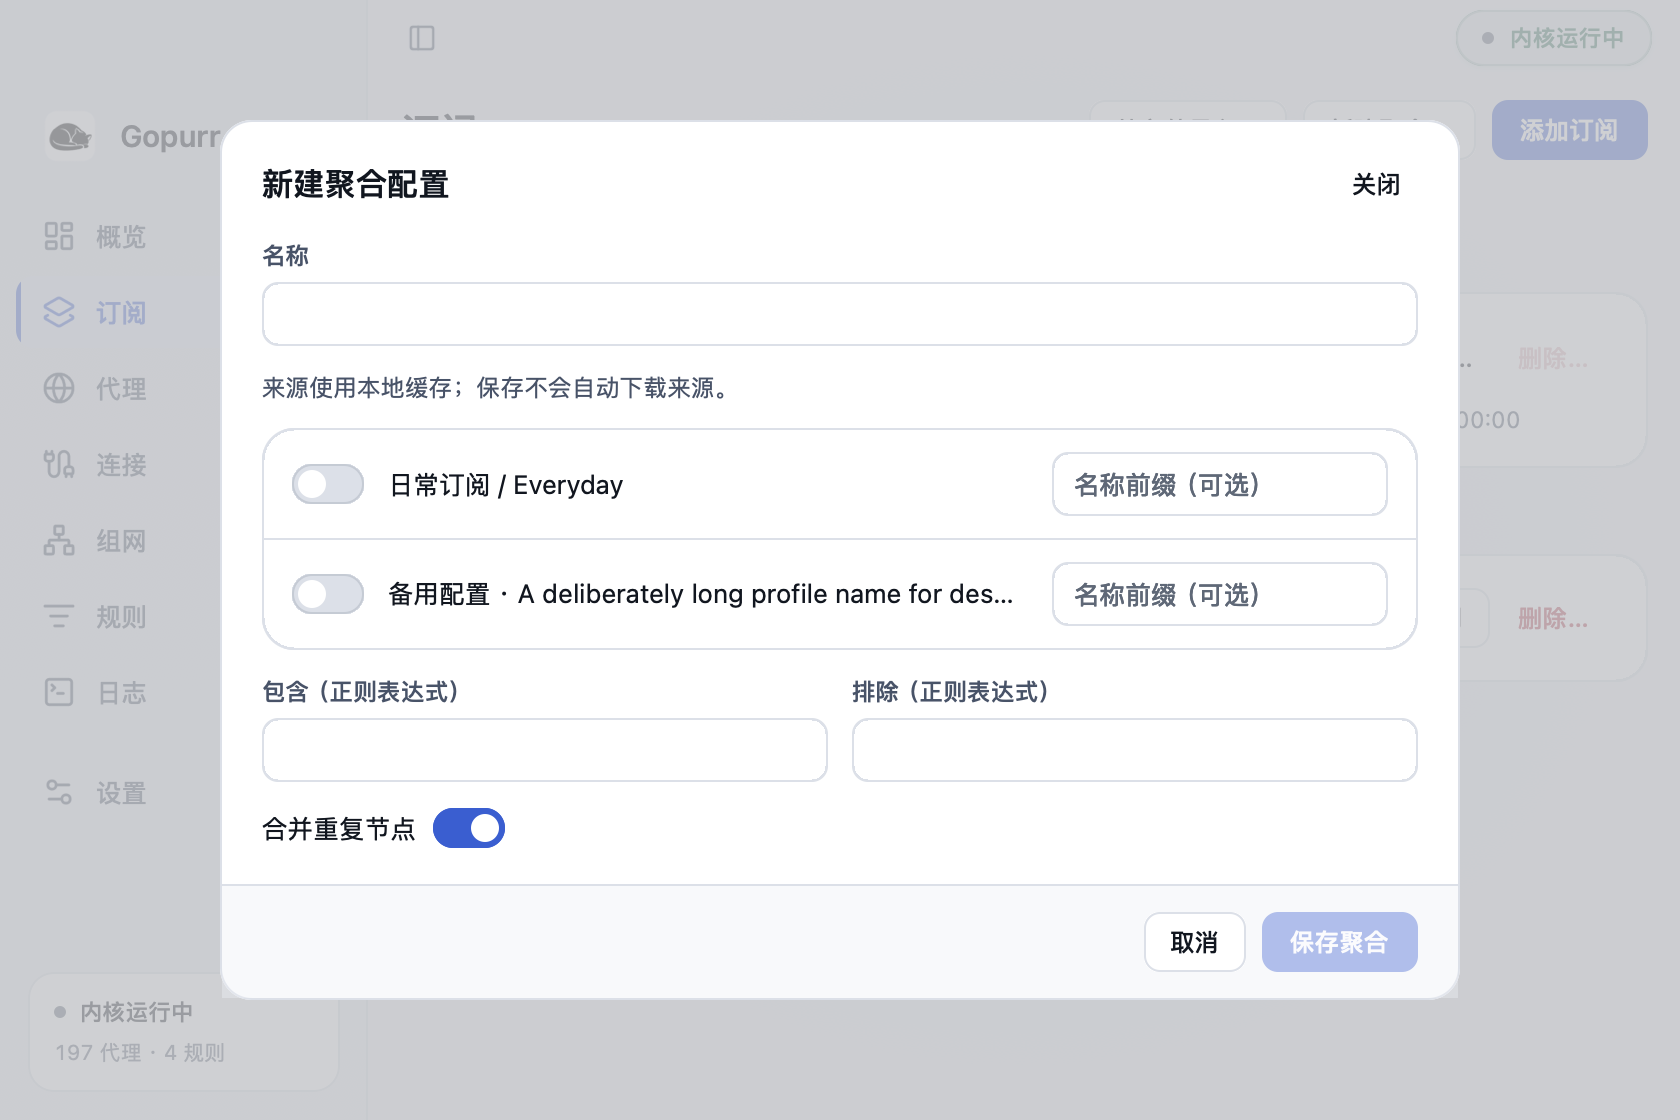 内核运行中
Gopurr
添加订阅
概览
订阅
代理
连接
组网
规则
日志
设置
内核运行中
197 代理 · 4 规则
新建聚合配置
关闭
名称
来源使用本地缓存；保存不会自动下载来源。
日常订阅 / Everyday
名称前缀（可选）
备用配置 · A deliberately long profile name for des...
名称前缀（可选）
包含（正则表达式）
排除（正则表达式）
合并重复节点
取消
保存聚合
删除...
00:00
删除...